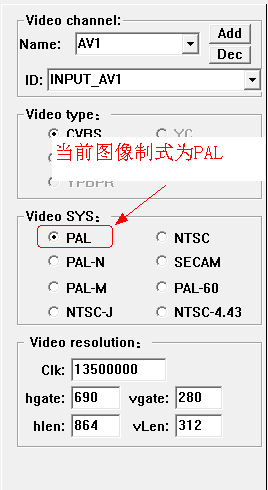 Video channel:
Name: AV1 Add
Dec
ID: INPUT_AV1
Video type：
CVBS YC
当前图像制式为PAL
YPBPR
Video SYS：
PAL NTSC
PAL-N SECAM
PAL-M PAL-60
NTSC-J NTSC-4.43
Video resolution：
Clk: 13500000
hgate: 690 vgate: 280
hlen: 864 vLen: 312